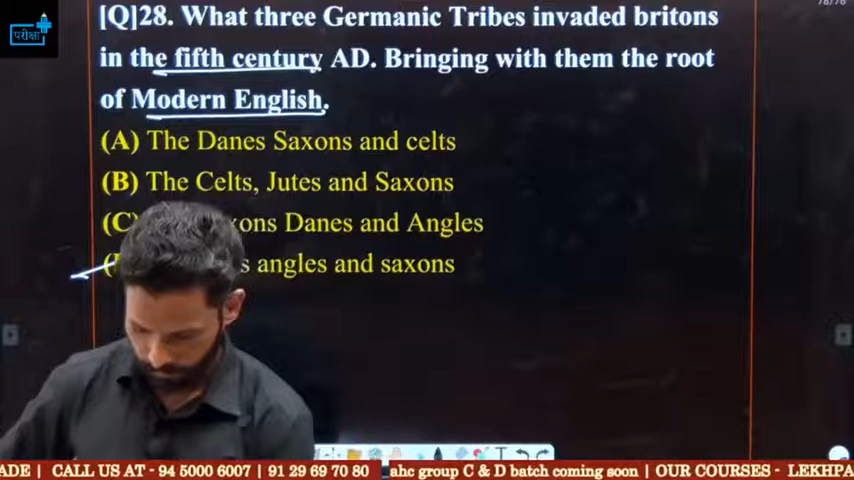 परीक्षा
78/78
[Q]28. What three Germanic Tribes invaded britons
in the fifth century AD. Bringing with them the root
of Modern English.
(A) The Danes Saxons and celts
(B) The Celts, Jutes and Saxons
(C Danes and Angles
angles and saxons
ADE | CALL US AT - 94 5000 6007 | 91 29 69 70 80 ahc group C & D batch coming soon | OUR COURSES - LEKHPA